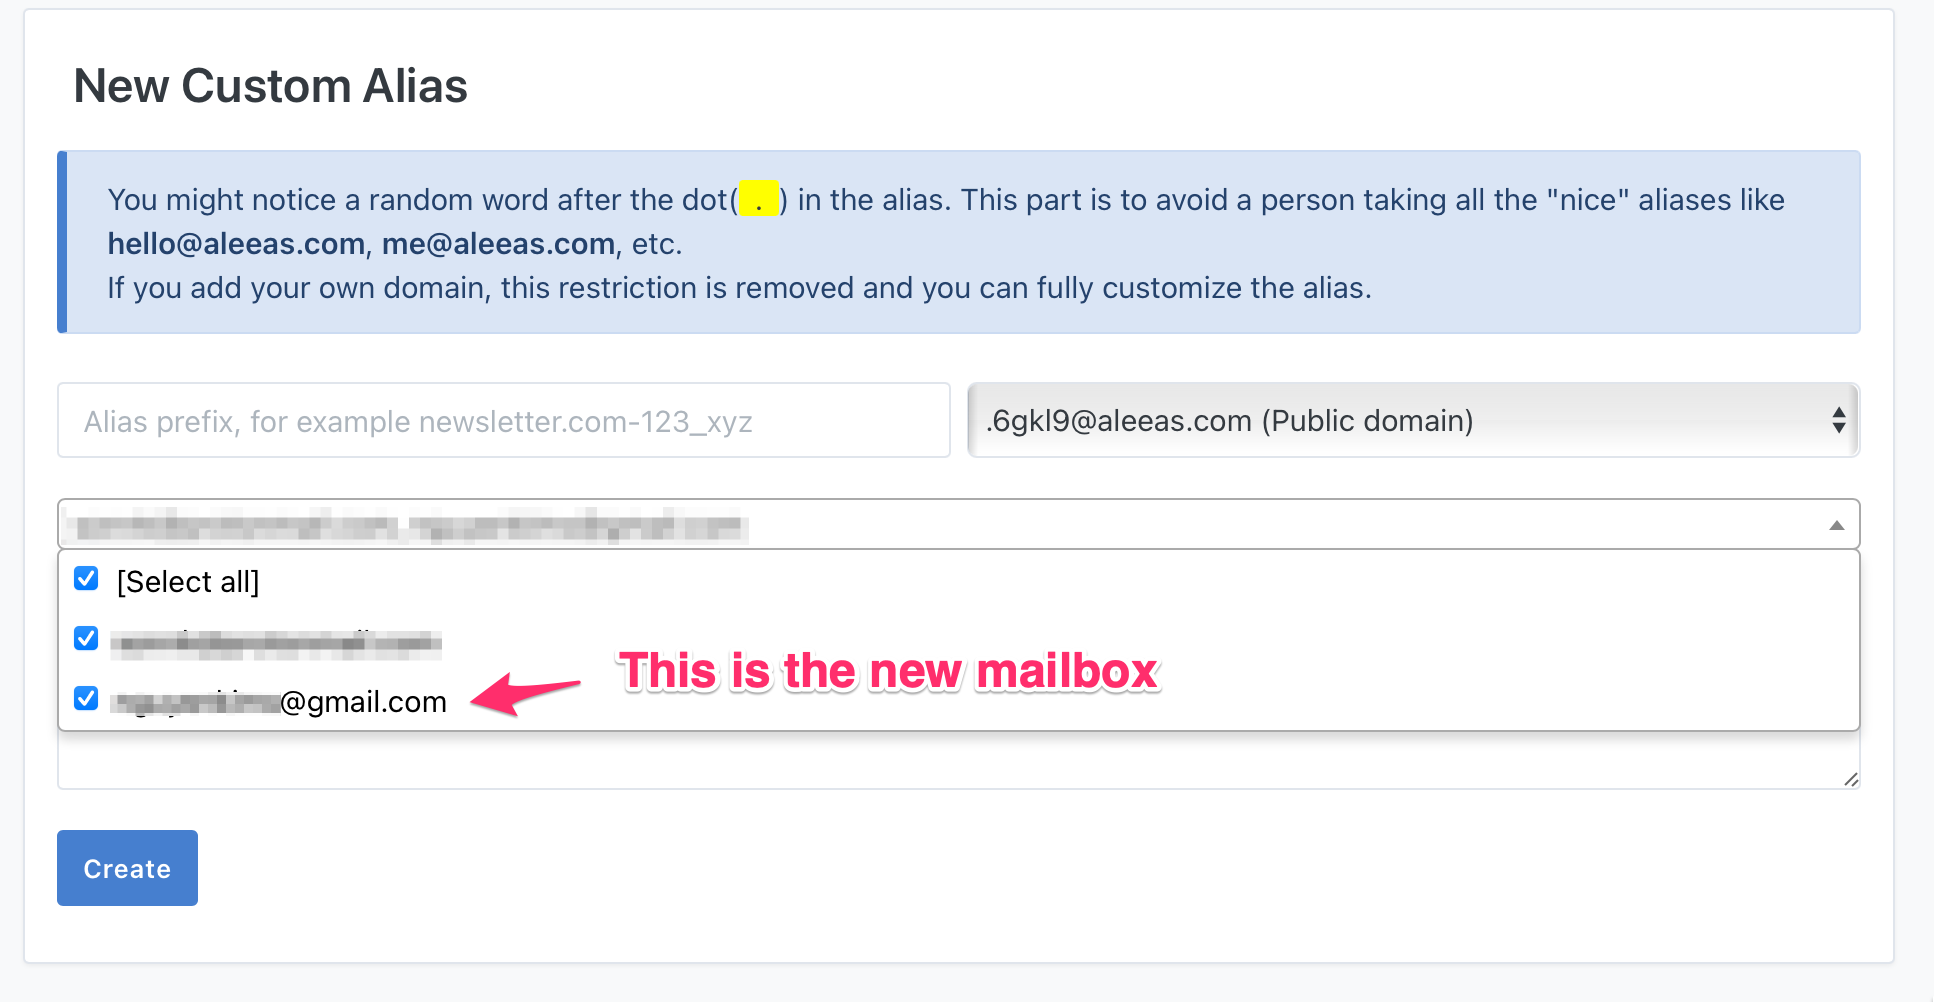 New Custom Alias
You might notice a random word after the dot( . ) in the alias. This part is to avoid a person taking all the "nice" aliases like
hello@aleeas.com, me@aleeas.com, etc.
If you add your own domain, this restriction is removed and you can fully customize the alias.
Alias prefix, for example newsletter.com-123_xyz
.6gkl9@aleeas.com (Public domain)
[Select all]
This is the new mailbox
@gmail.com
Create